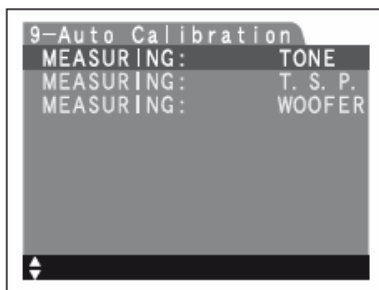 9-Auto Calibration
MEASURING: TONE
MEASURING: T. S. P.
MEASURING: WOOFER